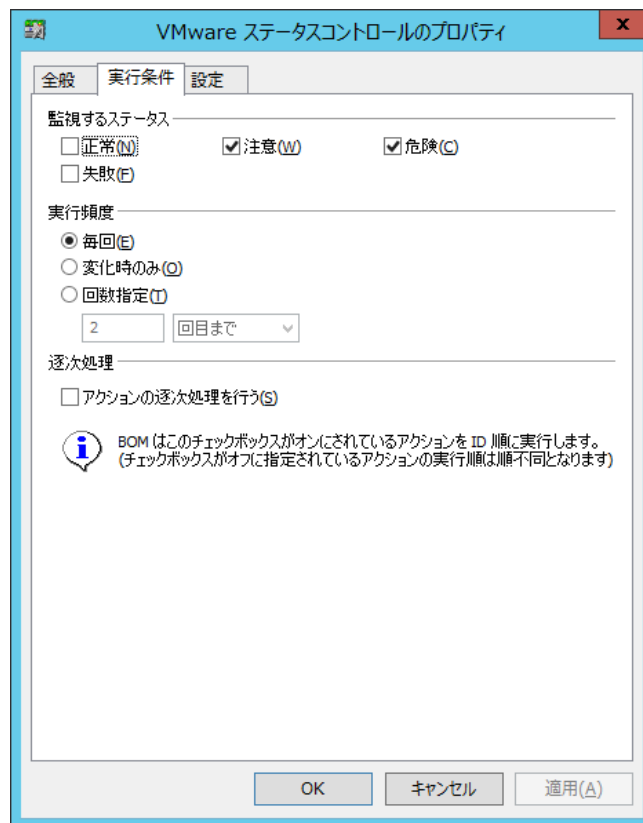 VMware ステータスコントロールのプロパティ
x
全般 実行条件 設定
監視するステータス
正常(N) 注意(W) 危険(C)
失敗(F)
実行頻度
毎回(E)
変化時のみ(O)
回数指定(T)
2 回目まで
逐次処理
アクションの逐次処理を行う(S)
BOM はこのチェックボックスがオンにされているアクションを ID 順に実行します。
(チェックボックスがオフに指定されているアクションの実行順は順不同となります)
OK キャンセル 適用(A)